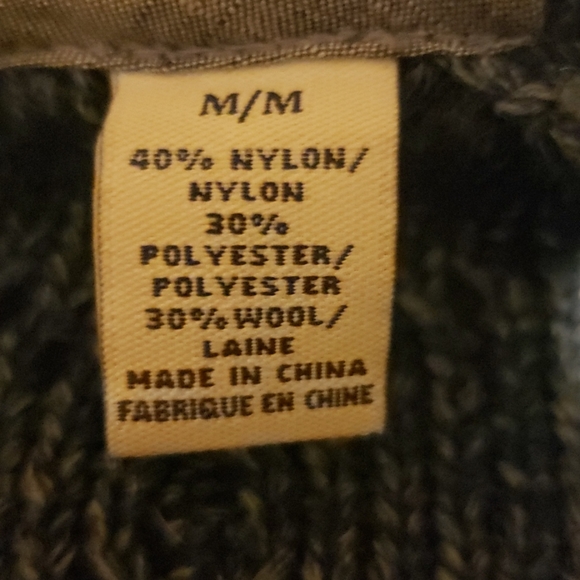 M/M
40% NYLON/
NYLON
30%
POLYESTER/
POLYESTER
30% WOOL/
LAINE
MADE IN CHINA
FABRIQUE EN CHINE